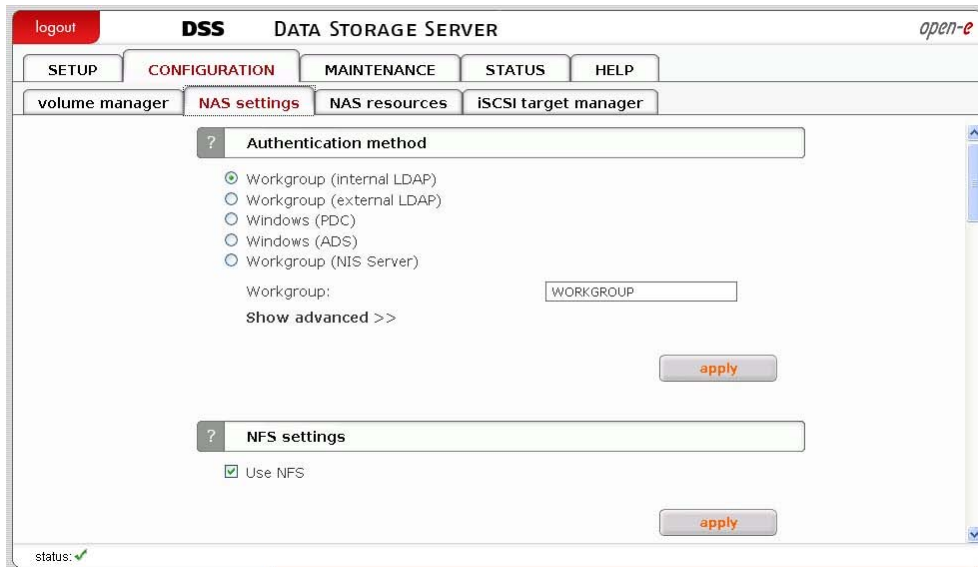 logout DSS DATA STORAGE SERVER open-e
SETUP CONFIGURATION MAINTENANCE STATUS HELP
volume manager NAS settings NAS resources iSCSI target manager
? Authentication method
Workgroup (internal LDAP)
Workgroup (external LDAP)
Windows (PDC)
Windows (ADS)
Workgroup (NIS Server)
Workgroup: WORKGROUP
Show advanced >>
apply
? NFS settings
Use NFS
apply
status: